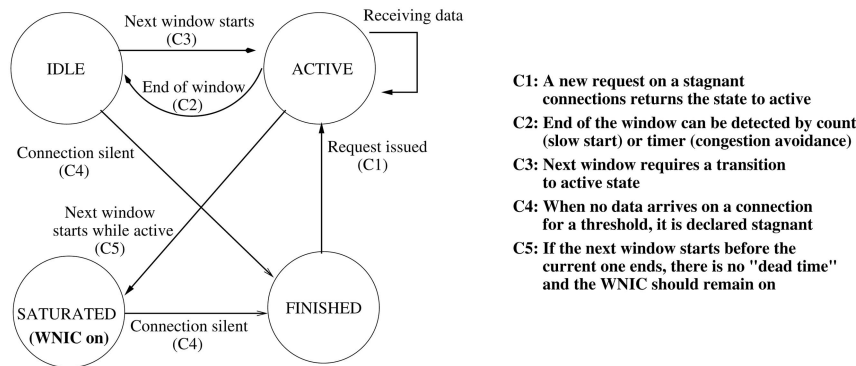 Receiving data
Next window starts
(C3)
IDLE
ACTIVE
End of window
(C2)
Connection silent
(C4)
Request issued
(C1)
Next window
starts while active
(C5)
SATURATED
(WNIC on)
Connection silent
(C4)
FINISHED
C1: A new request on a stagnant
connections returns the state to active
C2: End of the window can be detected by count
(slow start) or timer (congestion avoidance)
C3: Next window requires a transition
to active state
C4: When no data arrives on a connection
for a threshold, it is declared stagnant
C5: If the next window starts before the
current one ends, there is no "dead time"
and the WNIC should remain on